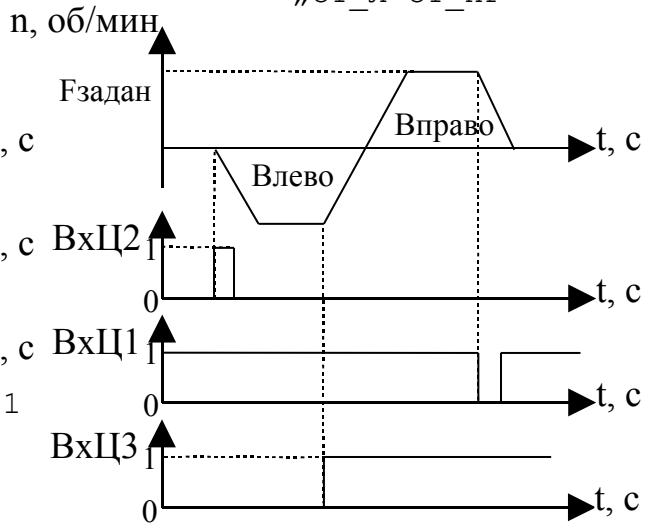 n, об/мин
Fзадан
Вправо
, с
t, с
Влево
, с
ВхЦ2
1
0
t, с
, с
ВхЦ1
1
1
0
t, с
ВхЦ3
1
0
t, с